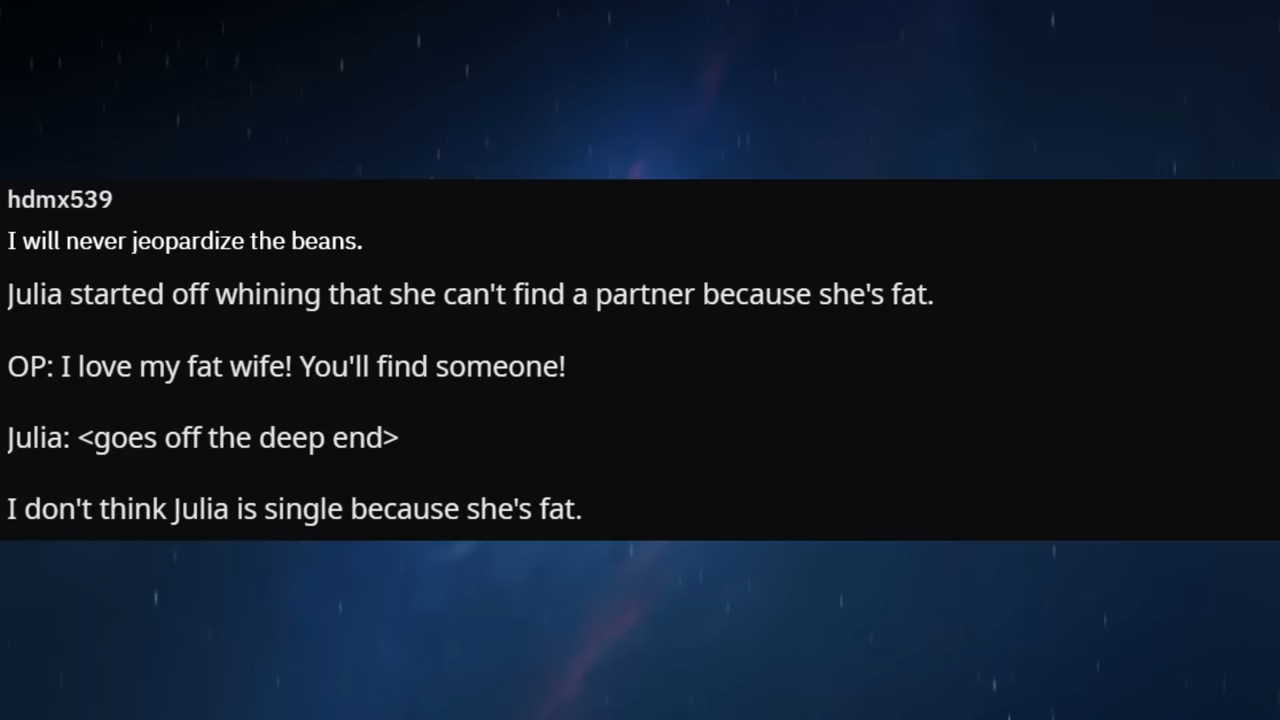 hdmx539
I will never jeopardize the beans.
Julia started off whining that she can't find a partner because she's fat.
OP: I love my fat wife! You'll find someone!
Julia: <goes off the deep end>
I don't think Julia is single because she's fat.